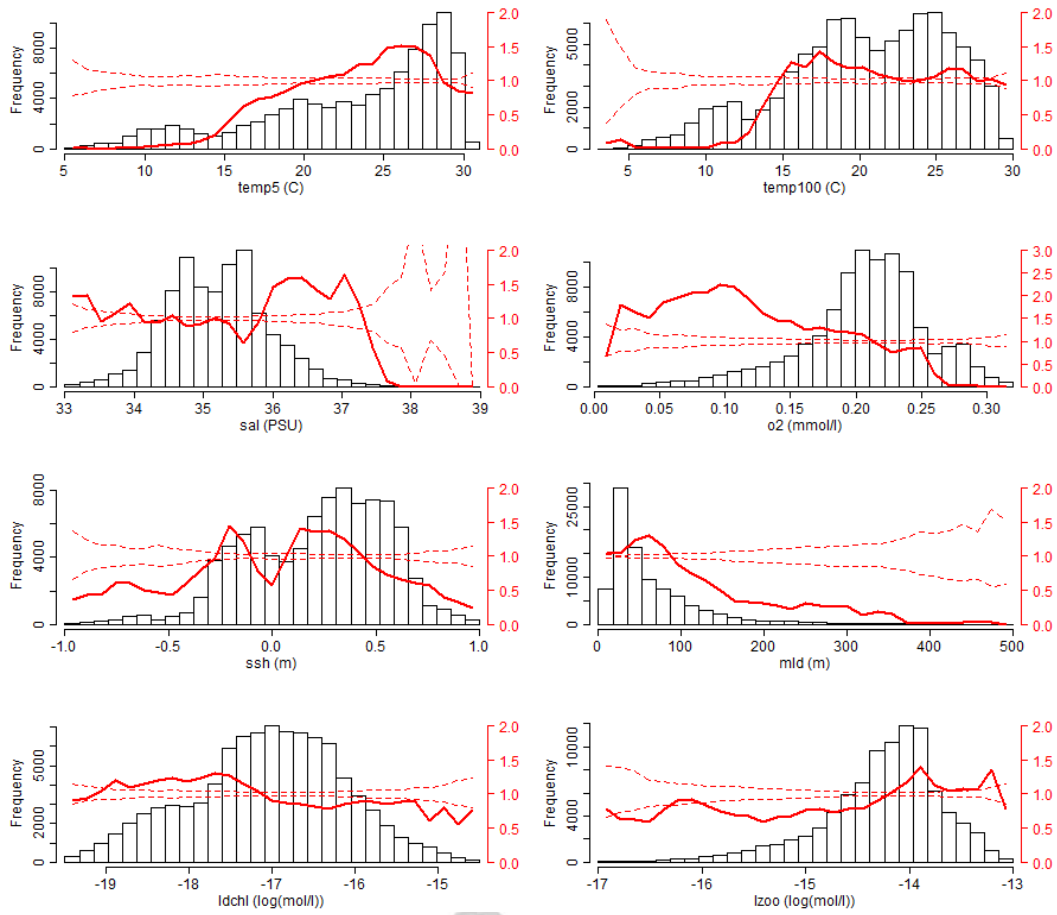 Frequency
0 4000 8000
0.0 0.5 1.0 1.5 2.0
5 10 15 20 25 30
temp5 (C)
Frequency
0 2000 5000
0.0 0.5 1.0 1.5 2.0
5 10 15 20 25 30
temp100 (C)
Frequency
0 4000 8000
0.0 0.5 1.0 1.5 2.0
33 34 35 36 37 38 39
sal (PSU)
Frequency
0 4000 8000
0.0 0.5 1.0 1.5 2.0 2.5 3.0
0.00 0.05 0.10 0.15 0.20 0.25 0.30
o2 (mmol/l)
Frequency
0 4000 8000
0.0 0.5 1.0 1.5 2.0
-1.0 -0.5 0.0 0.5 1.0
ssh (m)
Frequency
0 10000 25000
0.0 0.5 1.0 1.5 2.0
0 100 200 300 400 500
mld (m)
Frequency
0 2000 5000
0.0 0.5 1.0 1.5 2.0
-19 -18 -17 -16 -15
ldchl (log(mol/l))
Frequency
0 4000 10000
0.0 0.5 1.0 1.5 2.0
-17 -16 -15 -14 -13
lzoo (log(mol/l))